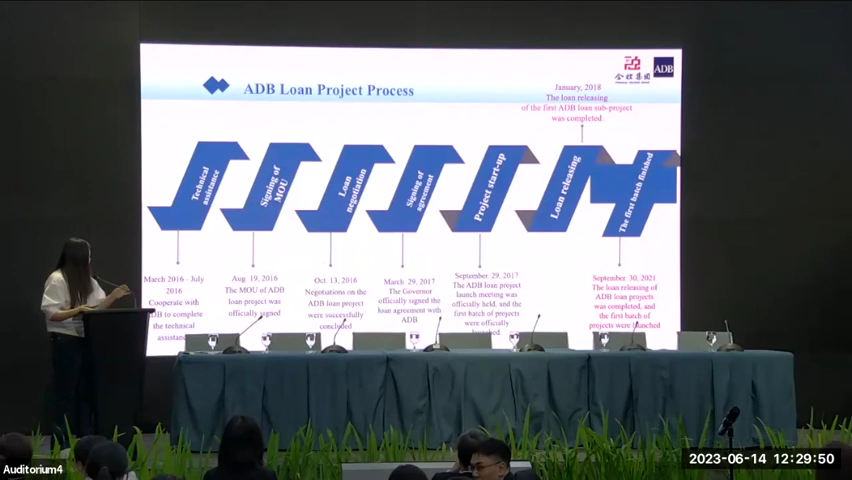 ADB Loan Project Process
金控集团
ADB
January, 2018
The loan releasing
of the first ADB loan sub-project
was completed
Technical
assistance
Signing of
MOU
Loan
negotiation
Signing of
agreement
Project start-up
Loan releasing
The first batch finished
March 2016 - July
2016
Cooperate with
to complete
the technical
Aug. 19, 2016
The MOU of ADB
loan project was
officially signed
Oct. 13, 2016
Negotiations on the
ADB loan project
were successfully
concluded
March 29, 2017
The Governor
officially signed the
loan agreement with
ADB
September 29, 2017
The ADB loan project
launch meeting was
officially held, and the
first batch of projects
were officially
September 30, 2021
The loan releasing of
ADB loan projects
was completed, and
the first batch of
projects were
Auditorium4
2023-06-14 12:29:50